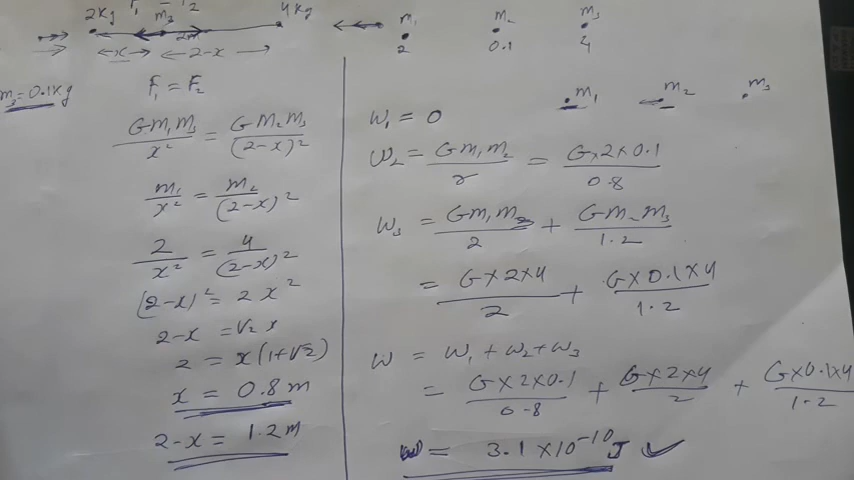 2Kg m3 4Kg
2m
x 2-x
m3 = 0.1Kg
F1 = F2
Gm1m3/x² = Gm2m3/(2-x)²
m1/x² = m2/(2-x)²
2/x² = 4/(2-x)²
(2-x)² = 2x²
2-x = √2 x
2 = x(1+√2)
x = 0.8m
2-x = 1.2m
m1 m2 m3
2 0.1 4
m1 m2 m3
W1 = 0
W2 = Gm1m2/r = G×2×0.1/0.8
W3 = Gm1m3/2 + Gm2m3/1.2
= G×2×4/2 + G×0.1×4/1.2
W = W1+W2+W3
= G×2×0.1/0.8 + G×2×4/2 + G×0.1×4/1.2
W = 3.1×10⁻¹⁰J ✓